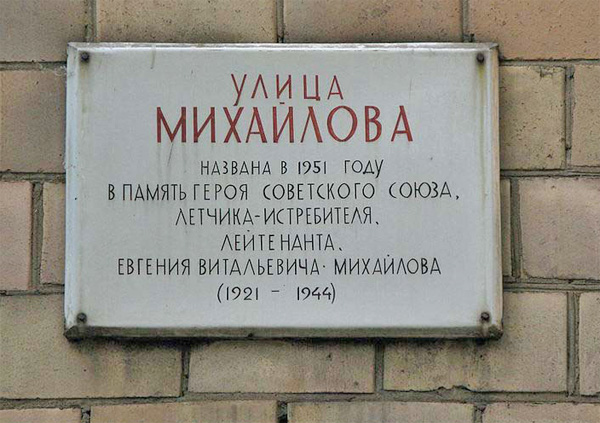 УЛИЦА
МИХАЙЛОВА
НАЗВАНА В 1951 ГОДУ
В ПАМЯТЬ ГЕРОЯ СОВЕТСКОГО СОЮЗА,
ЛЕТЧИКА-ИСТРЕБИТЕЛЯ,
ЛЕЙТЕНАНТА,
ЕВГЕНИЯ ВИТАЛЬЕВИЧА МИХАЙЛОВА
(1921 - 1944)